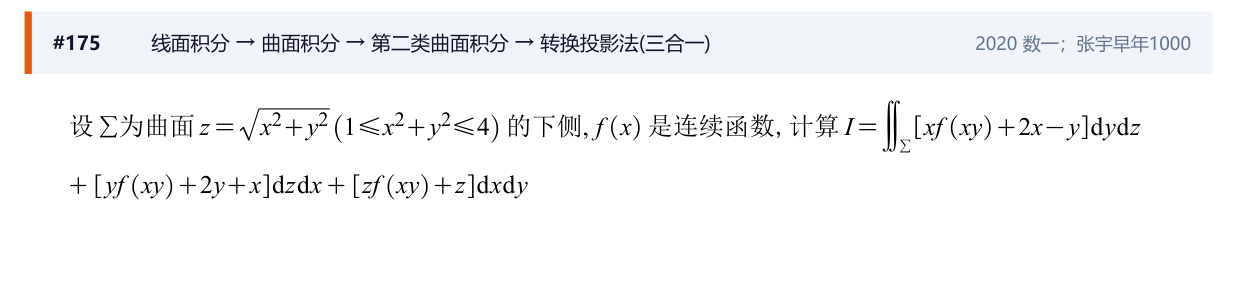 #175 线面积分 → 曲面积分 → 第二类曲面积分 → 转换投影法(三合一) 2020 数一；张宇早年1000
设 ∑为曲面 z=√(x²+y²) (1⩽x²+y²⩽4) 的下侧, f(x) 是连续函数, 计算 I=∬_∑ [xf(xy)+2x−y]dydz
+[yf(xy)+2y+x]dzdx+[zf(xy)+z]dxdy